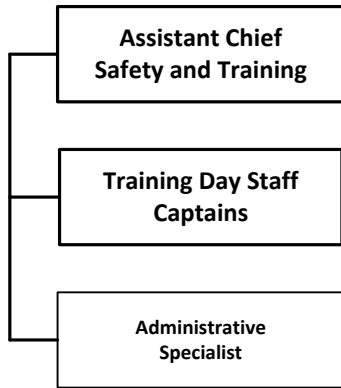 Assistant Chief
Safety and Training
Training Day Staff
Captains
Administrative
Specialist